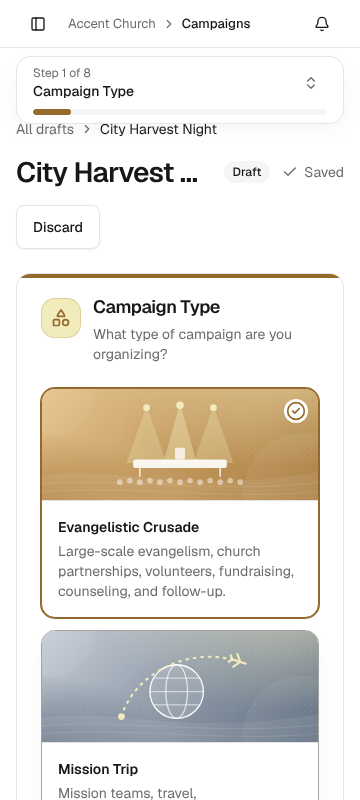 Accent Church > Campaigns
Step 1 of 8
Campaign Type
All drafts > City Harvest Night
City Harvest ...
Draft
Saved
Discard
Campaign Type
What type of campaign are you
organizing?
Evangelistic Crusade
Large-scale evangelism, church
partnerships, volunteers, fundraising,
counseling, and follow-up.
Mission Trip
Mission teams, travel,